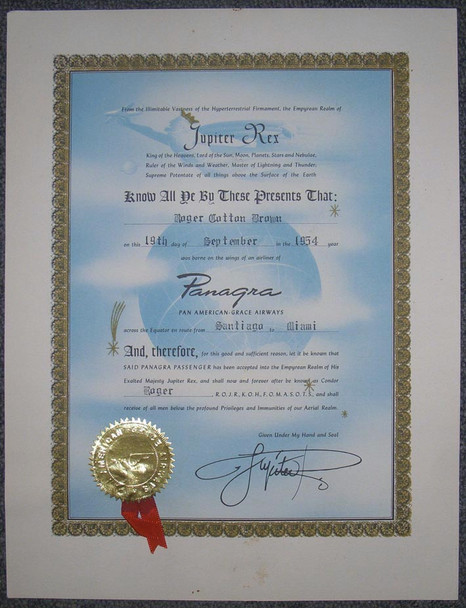 From the Illimitable Vastness of the Hyperterrestrial Firmament, the Empyrean Realm of
Jupiter Rex
King of the Heavens, Lord of the Sun, Moon, Planets, Stars and Nebulae,
Ruler of the Winds and Weather, Master of Lightning and Thunder,
Supreme Potentate of all things above the Surface of the Earth
Know All Ye By These Presents That:
Roger Cotton Brown
on this 19th day of September in the 1954 year
was borne on the wings of an airliner of
Panagra
PAN AMERICAN-GRACE AIRWAYS
across the Equator en route from Santiago to Miami
And, therefore, for this good and sufficient reason, let it be known that
SAID PANAGRA PASSENGER has been accepted into the Empyrean Realm of His
Exalted Majesty Jupiter Rex, and shall now and forever after be known as Condor
Roger, R.O.J.R., K.O.H., F.O.M.A.S.O.T.S., and shall
receive of all men below the profound Privileges and Immunities of our Aerial Realm.
Given Under My Hand and Seal
Jupiter Rex